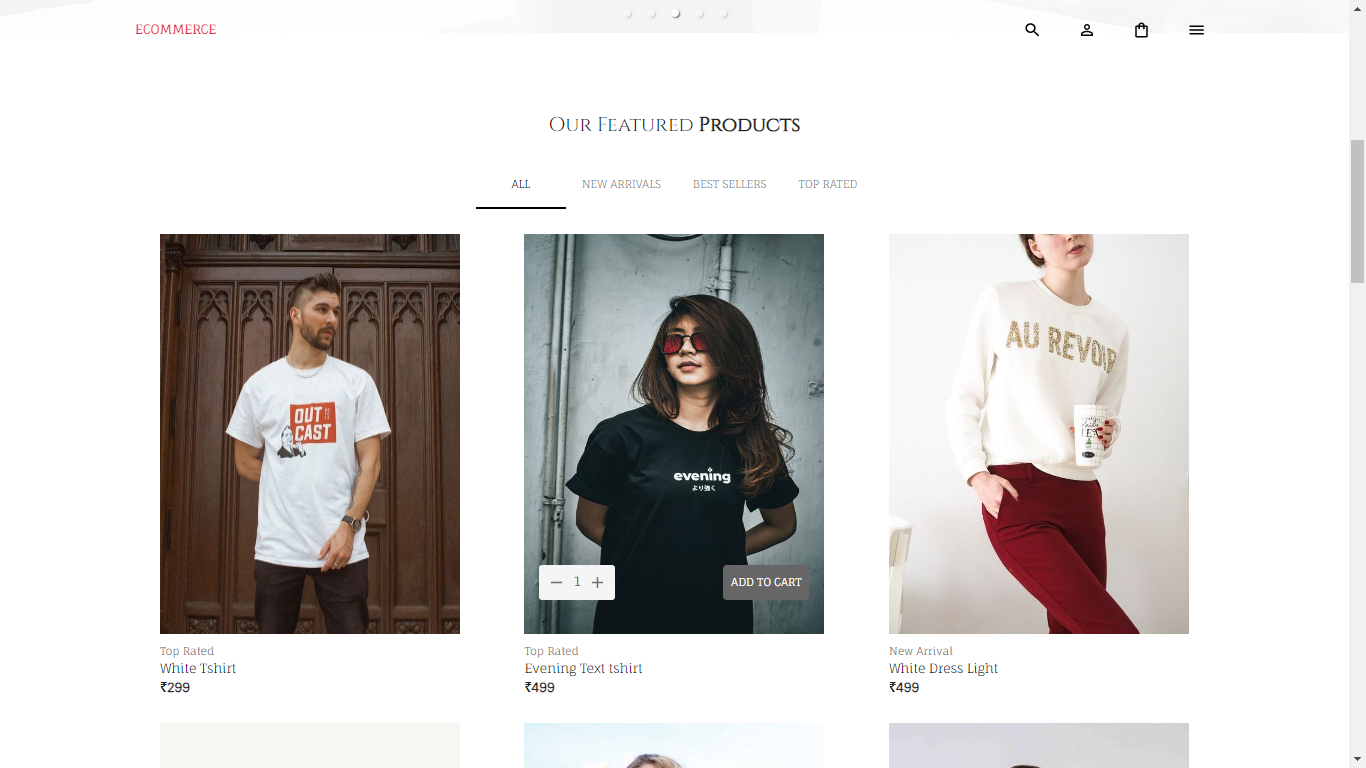 ECOMMERCE
Our Featured Products
ALL
NEW ARRIVALS
BEST SELLERS
TOP RATED
OUT
CAST
evening
より強く
AU REVOIR
1
ADD TO CART
Top Rated
White Tshirt
₹299
Top Rated
Evening Text tshirt
₹499
New Arrival
White Dress Light
₹499